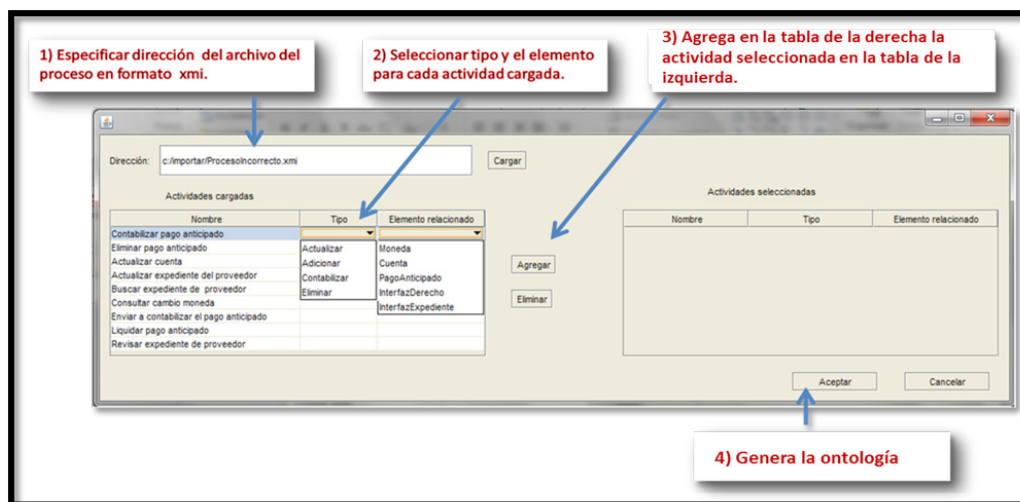 1) Especificar dirección del archivo del
proceso en formato xmi.
2) Seleccionar tipo y el elemento
para cada actividad cargada.
3) Agrega en la tabla de la derecha la
actividad seleccionada en la tabla de la
izquierda.
Dirección: c:/importar/ProcesoIncorrecto.xmi Cargar
Actividades cargadas
Actividades seleccionadas
Nombre Tipo Elemento relacionado
Nombre Tipo Elemento relacionado
Contabilizar pago anticipado
Eliminar pago anticipado Actualizar Moneda
Actualizar cuenta Adicionar Cuenta
Actualizar expediente del proveedor Contabilizar PagoAnticipado
Buscar expediente de proveedor Eliminar InterfazDerecho
Consultar cambio moneda InterfazExpediente
Enviar a contabilizar el pago anticipado
Liquidar pago anticipado
Revisar expediente de proveedor
Agregar
Eliminar
Aceptar Cancelar
4) Genera la ontología